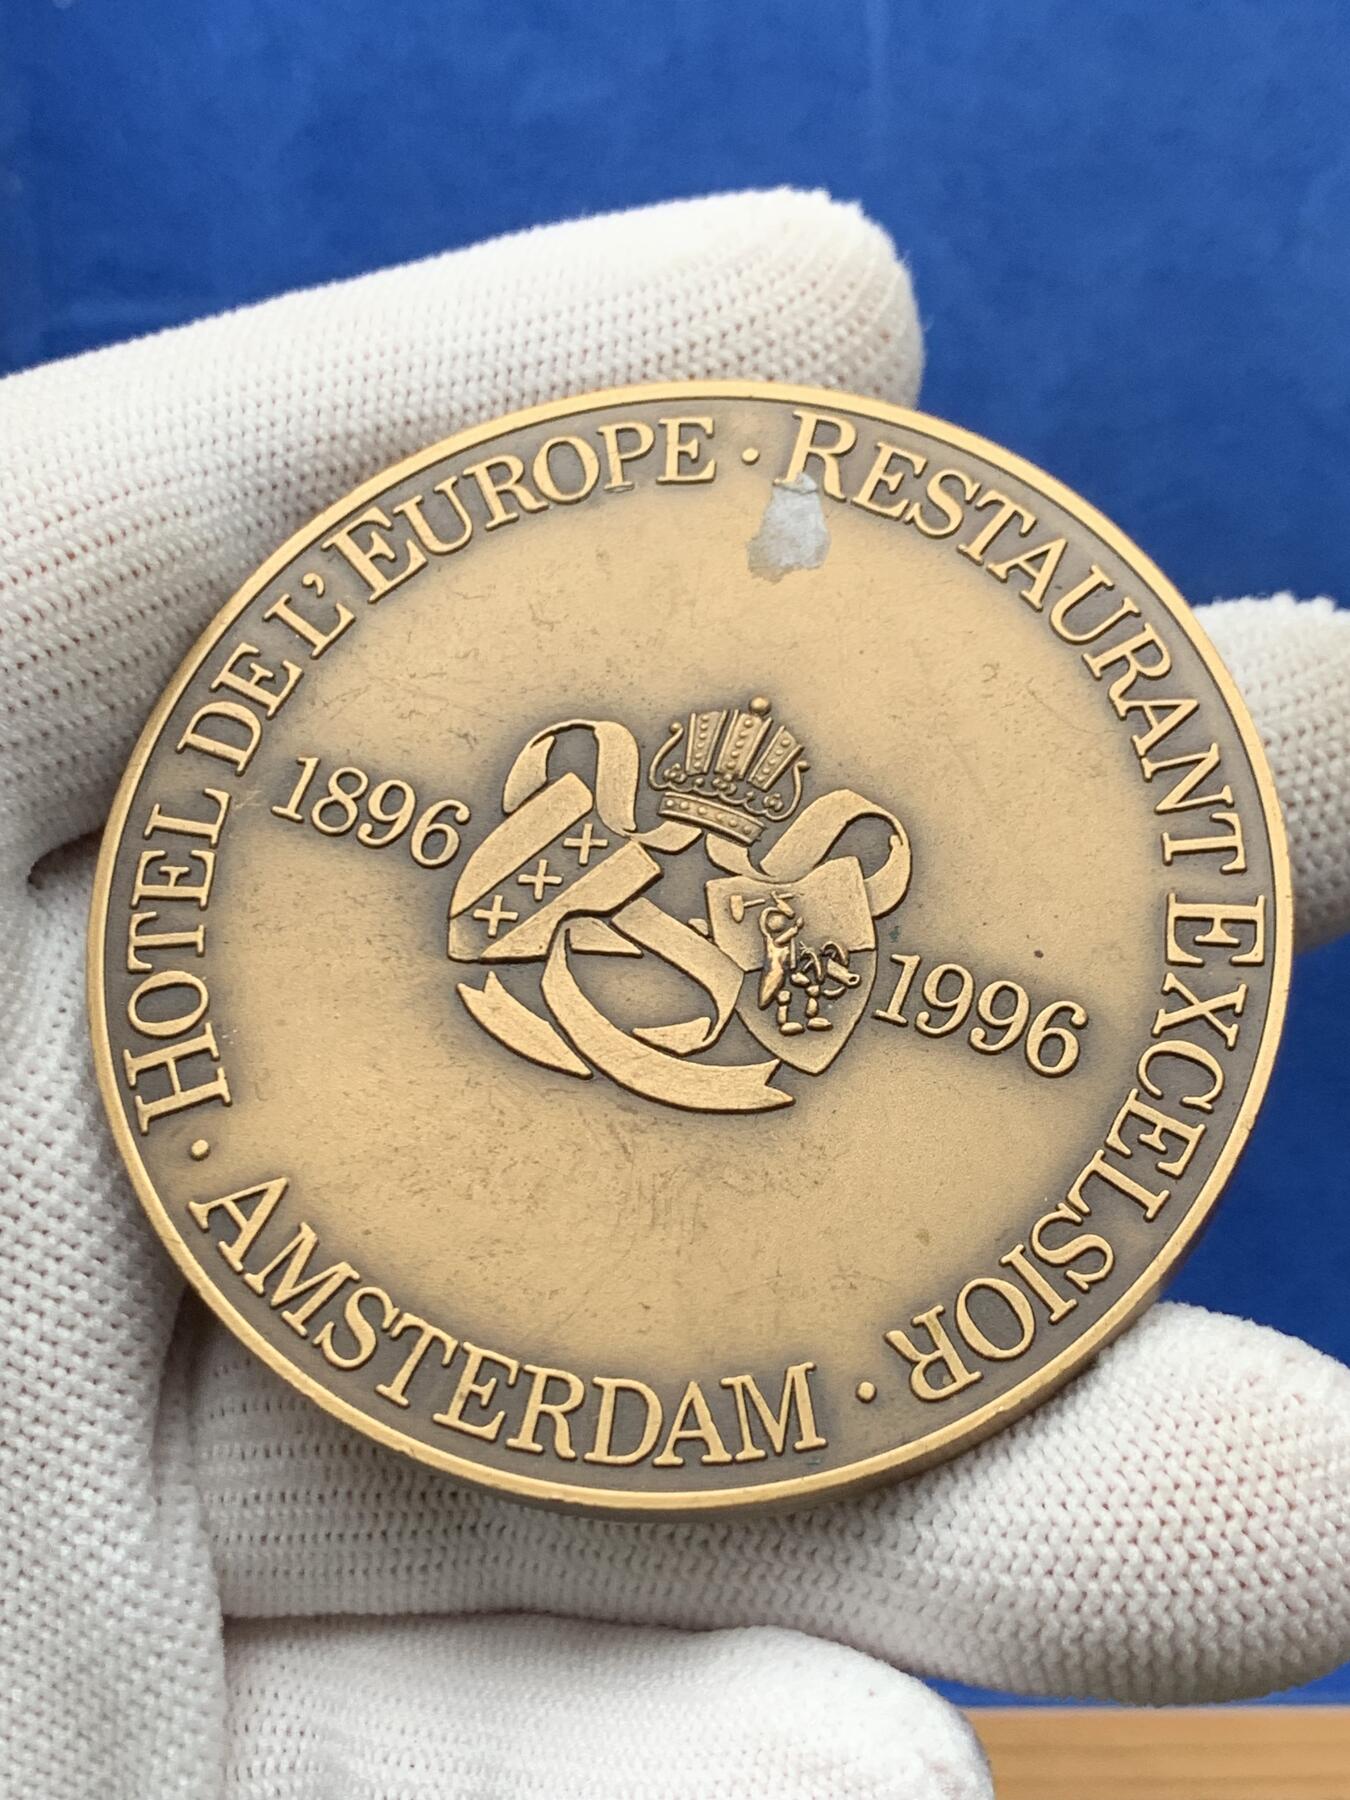 HOTEL DE L'EUROPE · RESTAURANT EXCELSIOR · AMSTERDAM ·
1896
1996